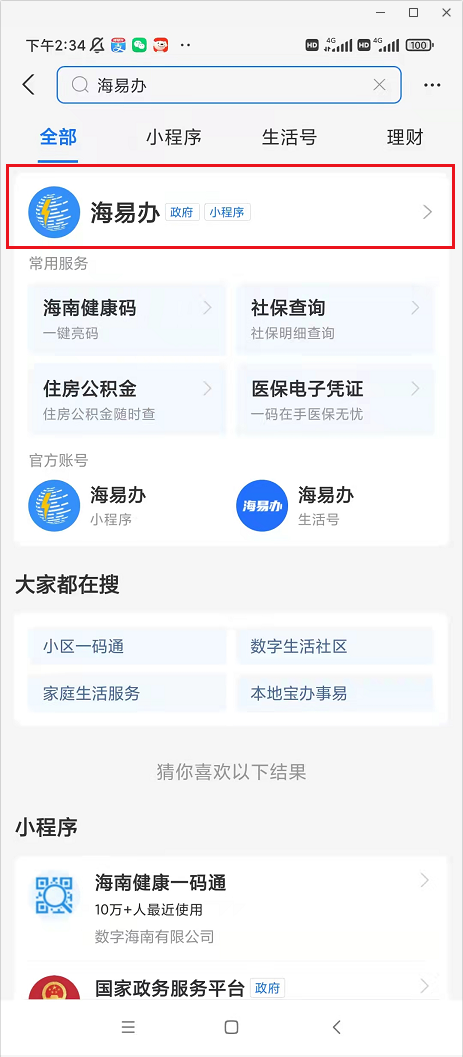 下午2:34
HD 4G HD 4G 100
海易办
全部 小程序 生活号 理财
海易办 政府 小程序
常用服务
海南健康码 社保查询
一键亮码 社保明细查询
住房公积金 医保电子凭证
住房公积金随时查 一码在手医保无忧
官方账号
海易办 海易办 海易办
小程序 生活号
大家都在搜
小区一码通 数字生活社区
家庭生活服务 本地宝办事易
猜你喜欢以下结果
小程序
海南健康一码通
10万+人最近使用
数字海南有限公司
国家政务服务平台 政府